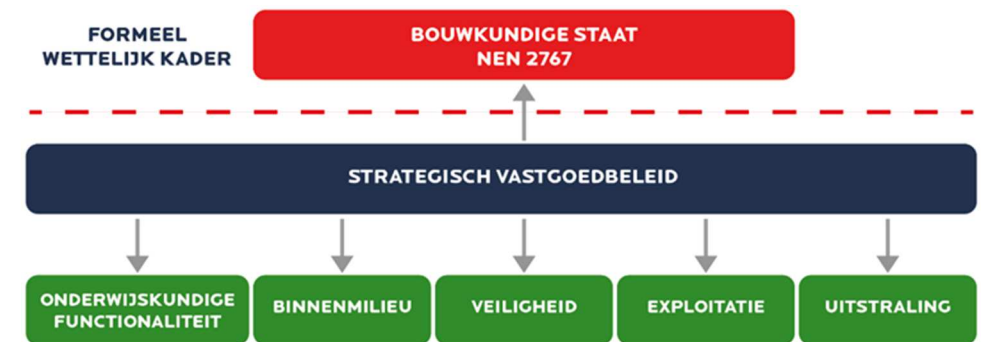 FORMEEL
WETTELIJK KADER
BOUWKUNDIGE STAAT
NEN 2767
STRATEGISCH VASTGOEDBELEID
ONDERWIJSKUNDIGE
FUNCTIONALITEIT
BINNENMILIEU
VEILIGHEID
EXPLOITATIE
UITSTRALING